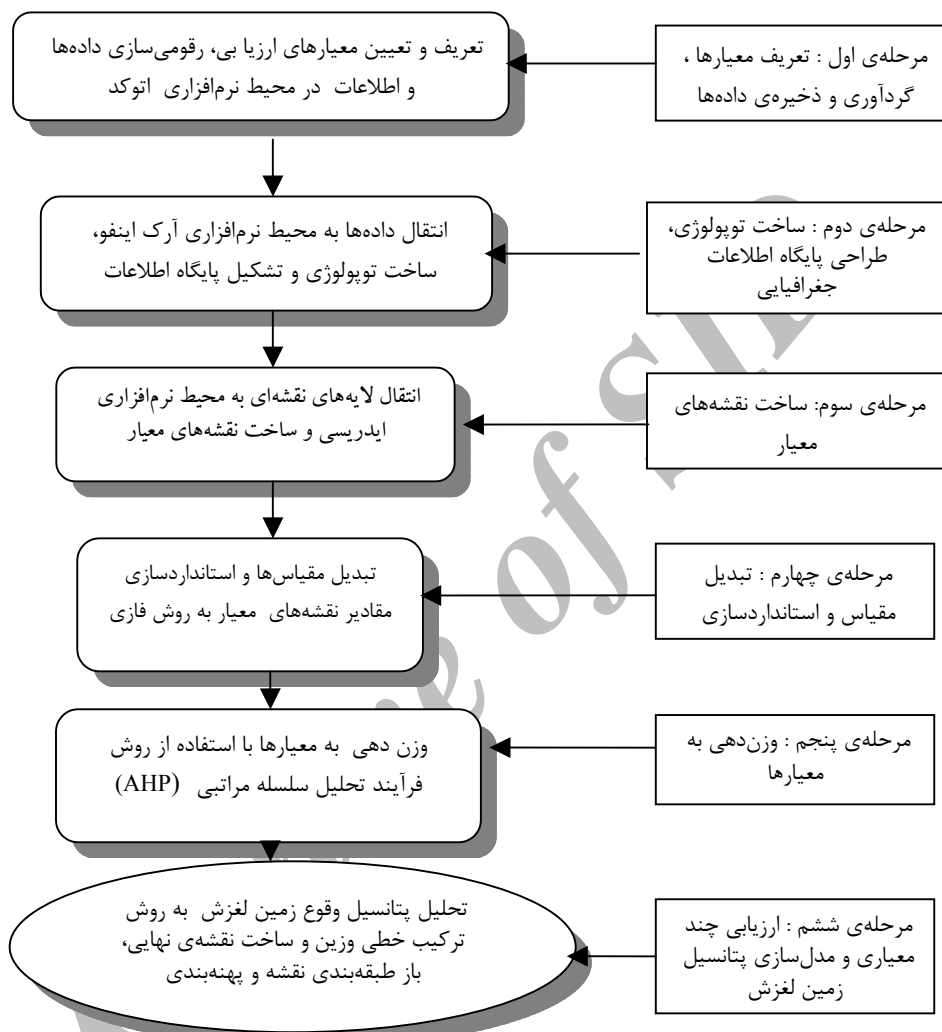 تعریف و تعیین معیارهای ارزیا بی، رقومی‌سازی داده‌ها
و اطلاعات در محیط نرم‌افزاری اتوکد
مرحله‌ی اول : تعریف معیارها ،
گردآوری و ذخیره‌ی داده‌ها
انتقال داده‌ها به محیط نرم‌افزاری آرک اینفو،
ساخت توپولوژی و تشکیل پایگاه اطلاعات
مرحله‌ی دوم : ساخت توپولوژی،
طراحی پایگاه اطلاعات
جغرافیایی
انتقال لایه‌های نقشه‌ای به محیط نرم‌افزاری
ایدریسی و ساخت نقشه‌های معیار
مرحله‌ی سوم: ساخت نقشه‌های
معیار
تبدیل مقیاس‌ها و استانداردسازی
مقادیر نقشه‌های معیار به روش فازی
مرحله‌ی چهارم : تبدیل
مقیاس و استانداردسازی
وزن دهی به معیارها با استفاده از روش
فرآیند تحلیل سلسله مراتبی (AHP)
مرحله‌ی پنجم : وزن‌دهی به
معیارها
تحلیل پتانسیل وقوع زمین لغزش به روش
ترکیب خطی وزین و ساخت نقشه‌ی نهایی،
باز طبقه‌بندی نقشه و پهنه‌بندی
مرحله‌ی ششم : ارزیابی چند
معیاری و مدل‌سازی پتانسیل
زمین لغزش
of SID